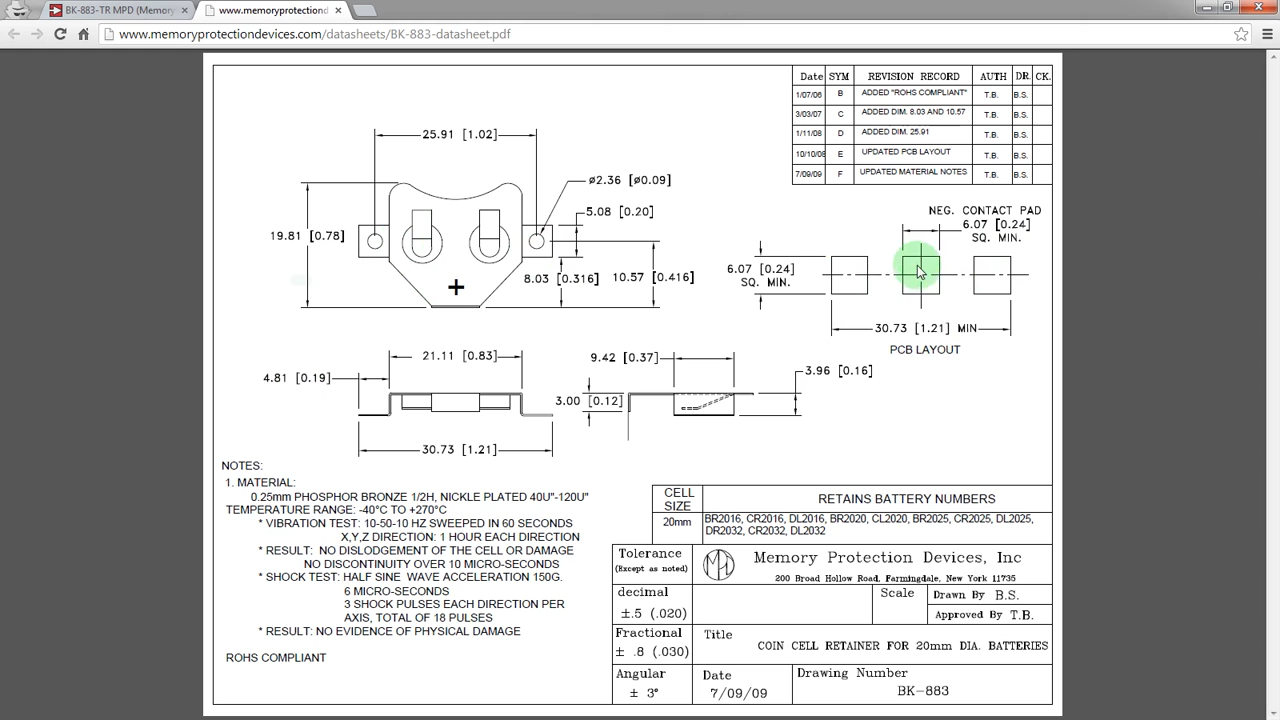 BK-883-TR MPD (Memory
www.memoryprotectiond
www.memoryprotectiondevices.com/datasheets/BK-883-datasheet.pdf
Date SYM REVISION RECORD AUTH DR. CK.
1/07/06 B ADDED "ROHS COMPLIANT" T.B. B.S.
3/03/07 C ADDED DIM. 8.03 AND 10.57 T.B. B.S.
1/11/08 D ADDED DIM. 25.91 T.B. B.S.
10/10/08 E UPDATED PCB LAYOUT T.B. B.S.
7/09/09 F UPDATED MATERIAL NOTES T.B. B.S.
25.91 [1.02]
ø2.36 [ø0.09]
5.08 [0.20]
19.81 [0.78]
8.03 [0.316]
10.57 [0.416]
+
NEG. CONTACT PAD
6.07 [0.24]
SQ. MIN.
6.07 [0.24]
SQ. MIN.
30.73 [1.21] MIN
PCB LAYOUT
21.11 [0.83]
4.81 [0.19]
30.73 [1.21]
9.42 [0.37]
3.00 [0.12]
3.96 [0.16]
NOTES:
1. MATERIAL:
0.25mm PHOSPHOR BRONZE 1/2H, NICKLE PLATED 40U"-120U"
TEMPERATURE RANGE: -40°C TO +270°C
* VIBRATION TEST: 10-50-10 HZ SWEEPED IN 60 SECONDS
X,Y,Z DIRECTION: 1 HOUR EACH DIRECTION
* RESULT: NO DISLODGEMENT OF THE CELL OR DAMAGE
NO DISCONTINUITY OVER 10 MICRO-SECONDS
* SHOCK TEST: HALF SINE WAVE ACCELERATION 150G.
6 MICRO-SECONDS
3 SHOCK PULSES EACH DIRECTION PER
AXIS, TOTAL OF 18 PULSES
* RESULT: NO EVIDENCE OF PHYSICAL DAMAGE
ROHS COMPLIANT
CELL
SIZE
RETAINS BATTERY NUMBERS
20mm
BR2016, CR2016, DL2016, BR2020, CL2020, BR2025, CR2025, DL2025,
DR2032, CR2032, DL2032
Tolerance
(Except as noted)
Memory Protection Devices, Inc
200 Broad Hollow Road, Farmingdale, New York 11735
decimal
±.5 (.020)
Scale
Drawn By B.S.
Approved By T.B.
Fractional
± .8 (.030)
Title
COIN CELL RETAINER FOR 20mm DIA. BATTERIES
Angular
± 3°
Date
7/09/09
Drawing Number
BK-883